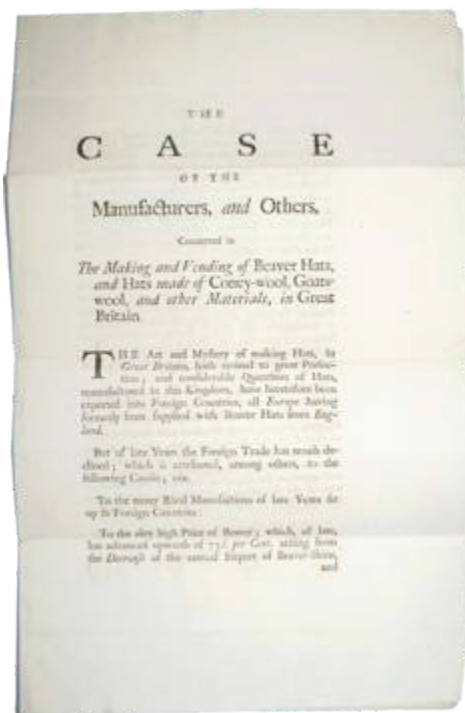 THE
CASE
OF THE
Manufacturers, and Others,
Concerned in
The Making and Vending of Beaver Hats,
and Hats made of Coney-wool, Goats-
wool, and other Materials, in Great
Britain.
THE Art and Mystery of making Hats, in
Great Britain, hath arrived to great Perfec-
tion; and considerable Quantities of Hats,
manufactured in this Kingdom, have heretofore been
exported into Foreign Countries, all Europe having
formerly been supplied with Beaver Hats from Eng-
land.
But of late Years the Foreign Trade has much de-
clined; which is attributed, among others, to the
following Causes; viz.
To the many Rival Manufactures of late Years set
up in Foreign Countries:
To the very high Price of Beaver; which, of late,
has advanced upwards of per Cent. arising from
the Decrease of the annual Import of Beaver-skins,
and